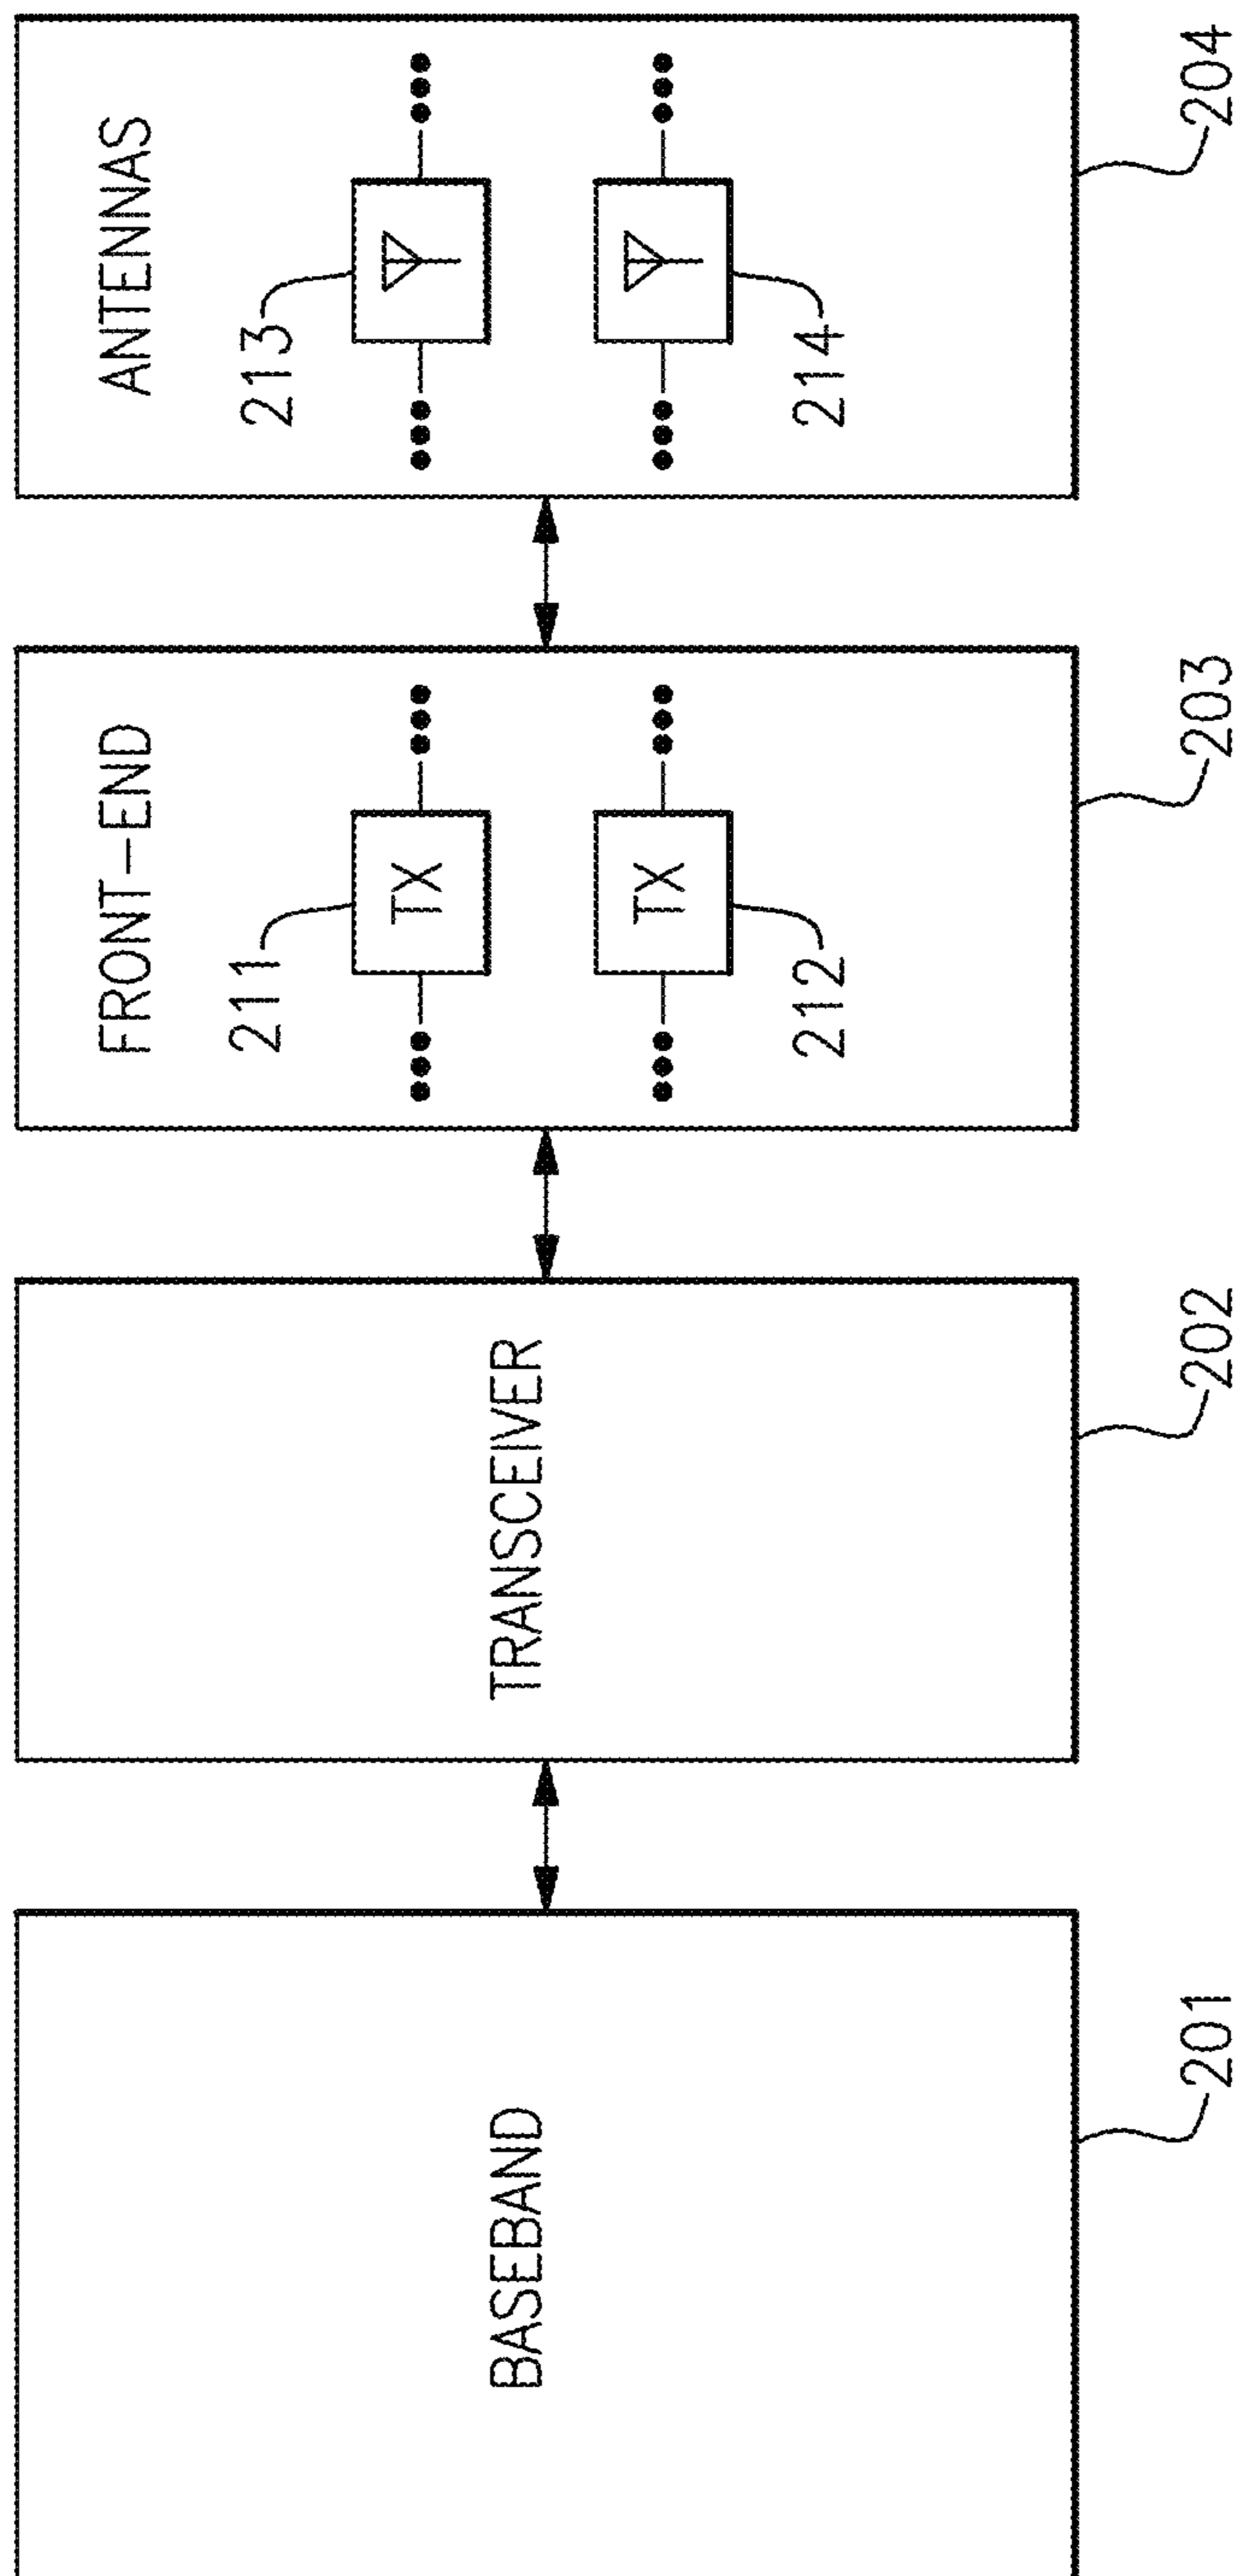 BASEBAND
201
TRANSCEIVER
202
FRONT-END
211
TX
TX
212
203
ANTENNAS
213
214
204